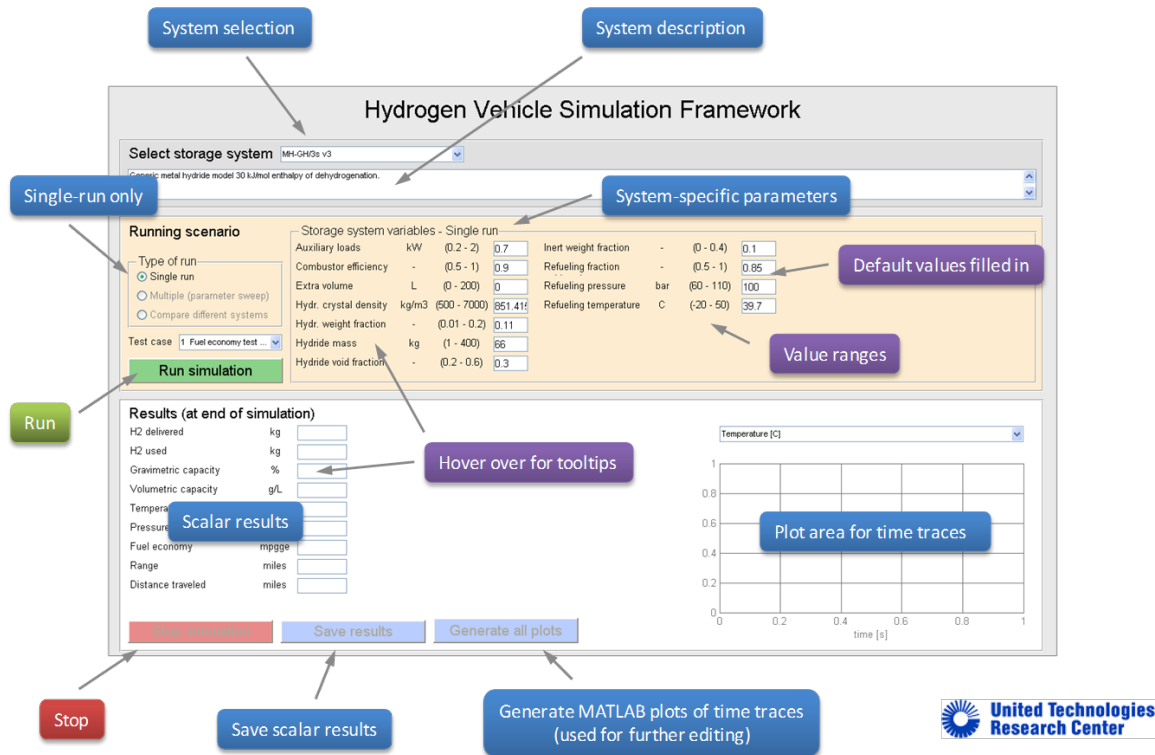 System selection
System description
Hydrogen Vehicle Simulation Framework
Select storage system MH-GH/3s v3
Generic metal hydride model 30 kJ/mol enthalpy of dehydrogenation.
Single-run only
System-specific parameters
Running scenario
Storage system variables - Single run
Type of run
Single run
Multiple (parameter sweep)
Compare different systems
Test case 1 Fuel economy test ...
Run simulation
Auxiliary loads kW (0.2 - 2) 0.7
Combustor efficiency - (0.5 - 1) 0.9
Extra volume L (0 - 200) 0
Hydr. crystal density kg/m3 (500 - 7000) 851.415
Hydr. weight fraction - (0.01 - 0.2) 0.11
Hydride mass kg (1 - 400) 66
Hydride void fraction - (0.2 - 0.6) 0.3
Inert weight fraction - (0 - 0.4) 0.1
Refueling fraction - (0.5 - 1) 0.85
Refueling pressure bar (60 - 110) 100
Refueling temperature C (-20 - 50) 39.7
Default values filled in
Value ranges
Run
Results (at end of simulation)
H2 delivered kg
H2 used kg
Gravimetric capacity %
Volumetric capacity g/L
Pressure
Fuel economy mpgge
Range miles
Distance traveled miles
Hover over for tooltips
Scalar results
Temperature [C]
1
0.8
0.6
0.4
0.2
0
0 0.2 0.4 0.6 0.8 1
time [s]
Plot area for time traces
Stop simulation
Save results
Generate all plots
Stop
Save scalar results
Generate MATLAB plots of time traces
(used for further editing)
United Technologies
Research Center